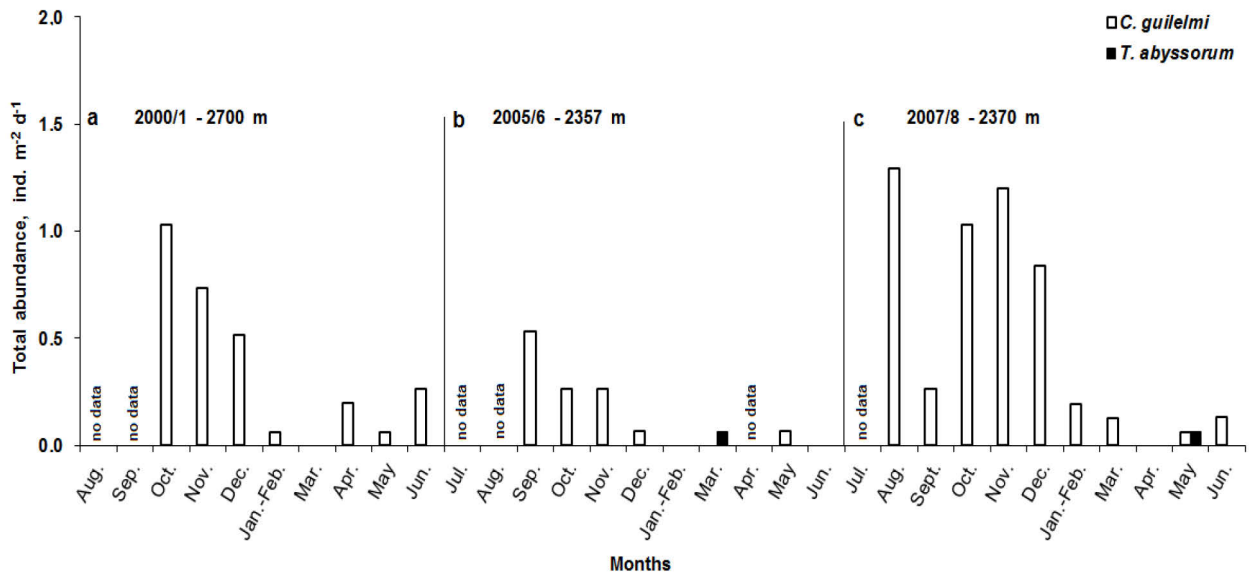 2.0
C. guilelmi
T. abyssorum
1.5
a 2000/1 - 2700 m
b 2005/6 - 2357 m
c 2007/8 - 2370 m
Total abundance, ind. m⁻² d⁻¹
1.0
0.5
0.0
no data
no data
no data
no data
no data
no data
Aug.
Sep.
Oct.
Nov.
Dec.
Jan.-Feb.
Mar.
Apr.
May
Jun.
Jul.
Aug.
Sep.
Oct.
Nov.
Dec.
Jan.-Feb.
Mar.
Apr.
May
Jun.
Jul.
Aug.
Sept.
Oct.
Nov.
Dec.
Jan.-Feb.
Mar.
Apr.
May
Jun.
Months